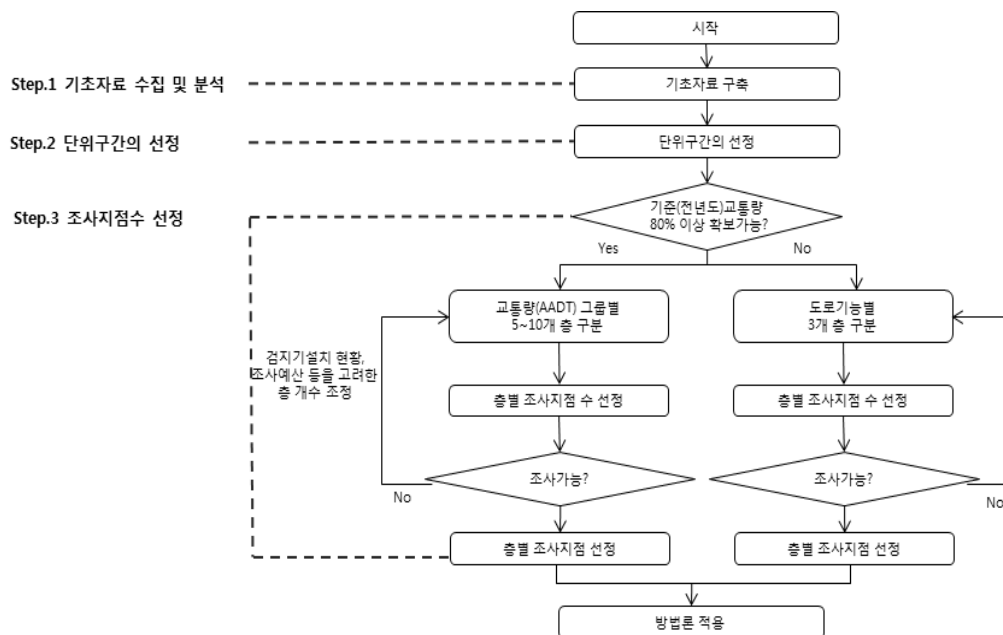 시작
Step.1 기초자료 수집 및 분석
기초자료 구축
Step.2 단위구간의 선정
단위구간의 선정
Step.3 조사지점수 선정
기준(전년도)교통량
80% 이상 확보가능?
Yes
No
교통량(AADT) 그룹별
5~10개 층 구분
도로기능별
3개 층 구분
검지기설치 현황,
조사예산 등을 고려한
층 개수 조정
층별 조사지점 수 선정
층별 조사지점 수 선정
조사가능?
조사가능?
No
No
층별 조사지점 선정
층별 조사지점 선정
방법론 적용